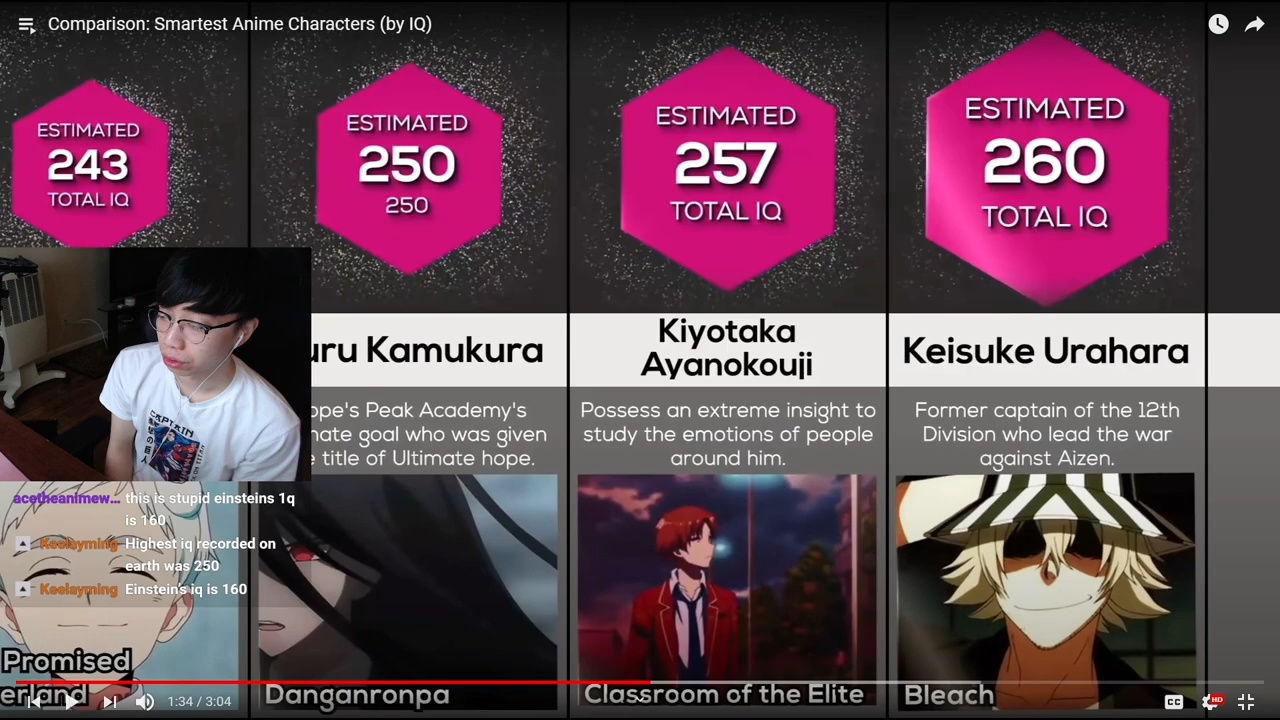 Comparison: Smartest Anime Characters (by IQ)
ESTIMATED
243
TOTAL IQ
ESTIMATED
250
250
ESTIMATED
257
TOTAL IQ
ESTIMATED
260
TOTAL IQ
uru Kamukura
Kiyotaka
Ayanokouji
Keisuke Urahara
ope's Peak Academy's
mate goal who was given
e title of Ultimate hope.
Possess an extreme insight to
study the emotions of people
around him.
Former captain of the 12th
Division who lead the war
against Aizen.
CAPTAIN
acetheanimew... this is stupid einsteins 1q
is 160
Keelayming Highest iq recorded on
earth was 250
Keelayming Einstein's iq is 160
Promised
erland
Danganronpa
Classroom of the Elite
Bleach
1:34 / 3:04
CC
HD